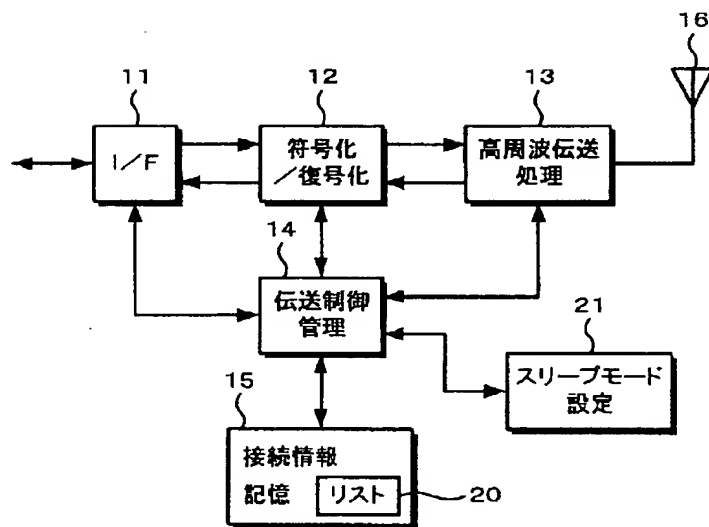 16
11
12
13
I/F
符号化
/復号化
高周波伝送
処理
14
伝送制御
管理
21
スリープモード
設定
15
接続情報
記憶
リスト
20